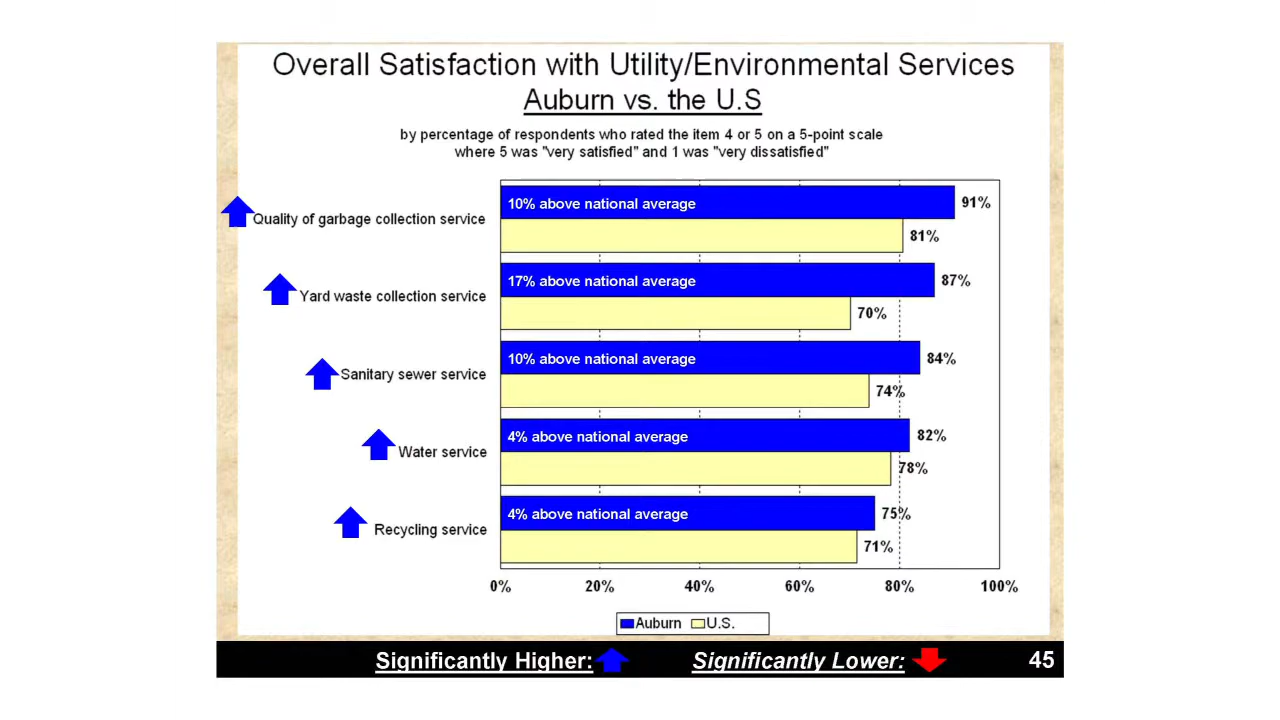 Overall Satisfaction with Utility/Environmental Services
Auburn vs. the U.S
by percentage of respondents who rated the item 4 or 5 on a 5-point scale
where 5 was "very satisfied" and 1 was "very dissatisfied"
Quality of garbage collection service
10% above national average
91%
81%
Yard waste collection service
17% above national average
87%
70%
Sanitary sewer service
10% above national average
84%
74%
Water service
4% above national average
82%
78%
Recycling service
4% above national average
75%
71%
0% 20% 40% 60% 80% 100%
Auburn U.S.
Significantly Higher: Significantly Lower: 45